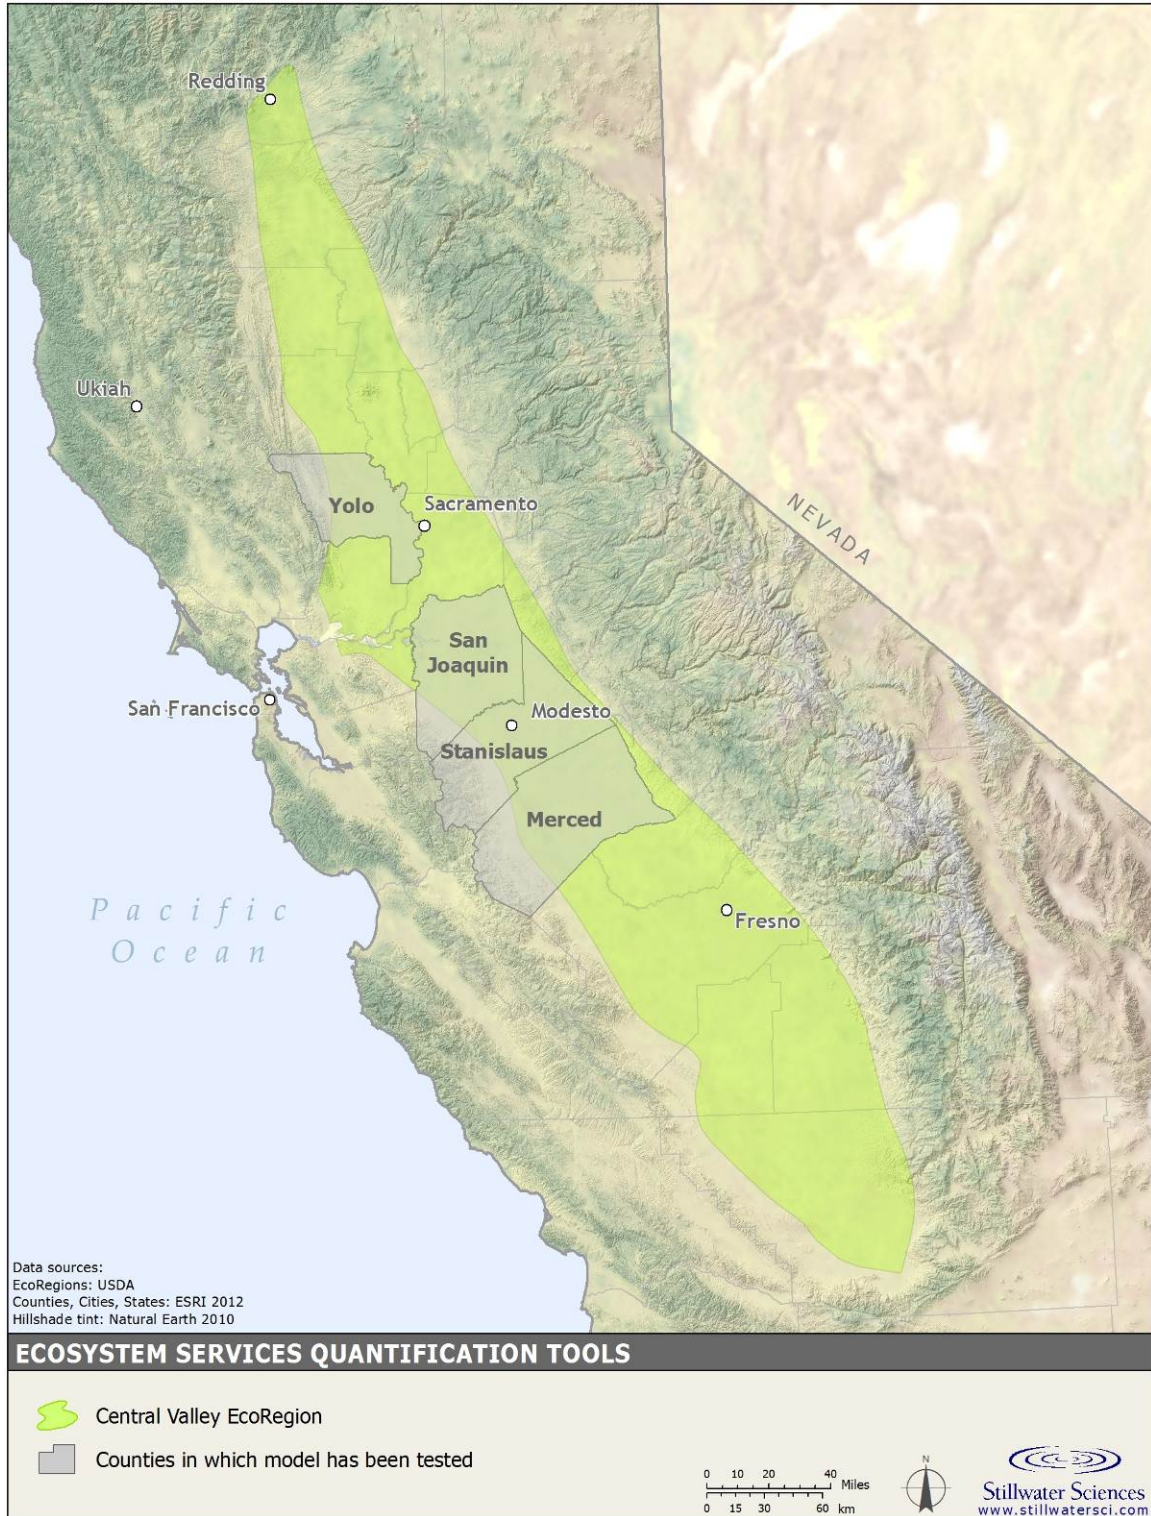 Redding
Ukiah
Yolo
Sacramento
NEVADA
San
Joaquin
San Francisco
Modesto
Stanislaus
Merced
Fresno
Pacific
Ocean
Data sources:
EcoRegions: USDA
Counties, Cities, States: ESRI 2012
Hillshade tint: Natural Earth 2010
ECOSYSTEM SERVICES QUANTIFICATION TOOLS
Central Valley EcoRegion
Counties in which model has been tested
0 10 20 40 Miles
0 15 30 60 km
N
Stillwater Sciences
www.stillwatersci.com